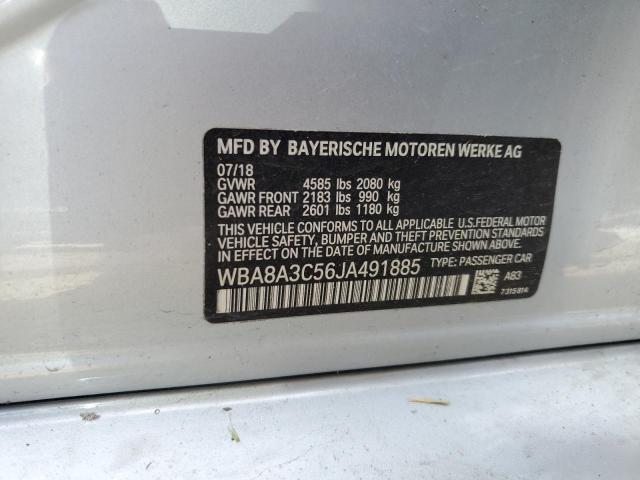 MFD BY BAYERISCHE MOTOREN WERKE AG
07/18
GVWR 4585 lbs 2080 kg
GAWR FRONT 2183 lbs 990 kg
GAWR REAR 2601 lbs 1180 kg
THIS VEHICLE CONFORMS TO ALL APPLICABLE U.S.FEDERAL MOTOR
VEHICLE SAFETY, BUMPER AND THEFT PREVENTION STANDARDS
IN EFFECT ON THE DATE OF MANUFACTURE SHOWN ABOVE.
WBA8A3C56JA491885 TYPE: PASSENGER CAR
A83
7315814